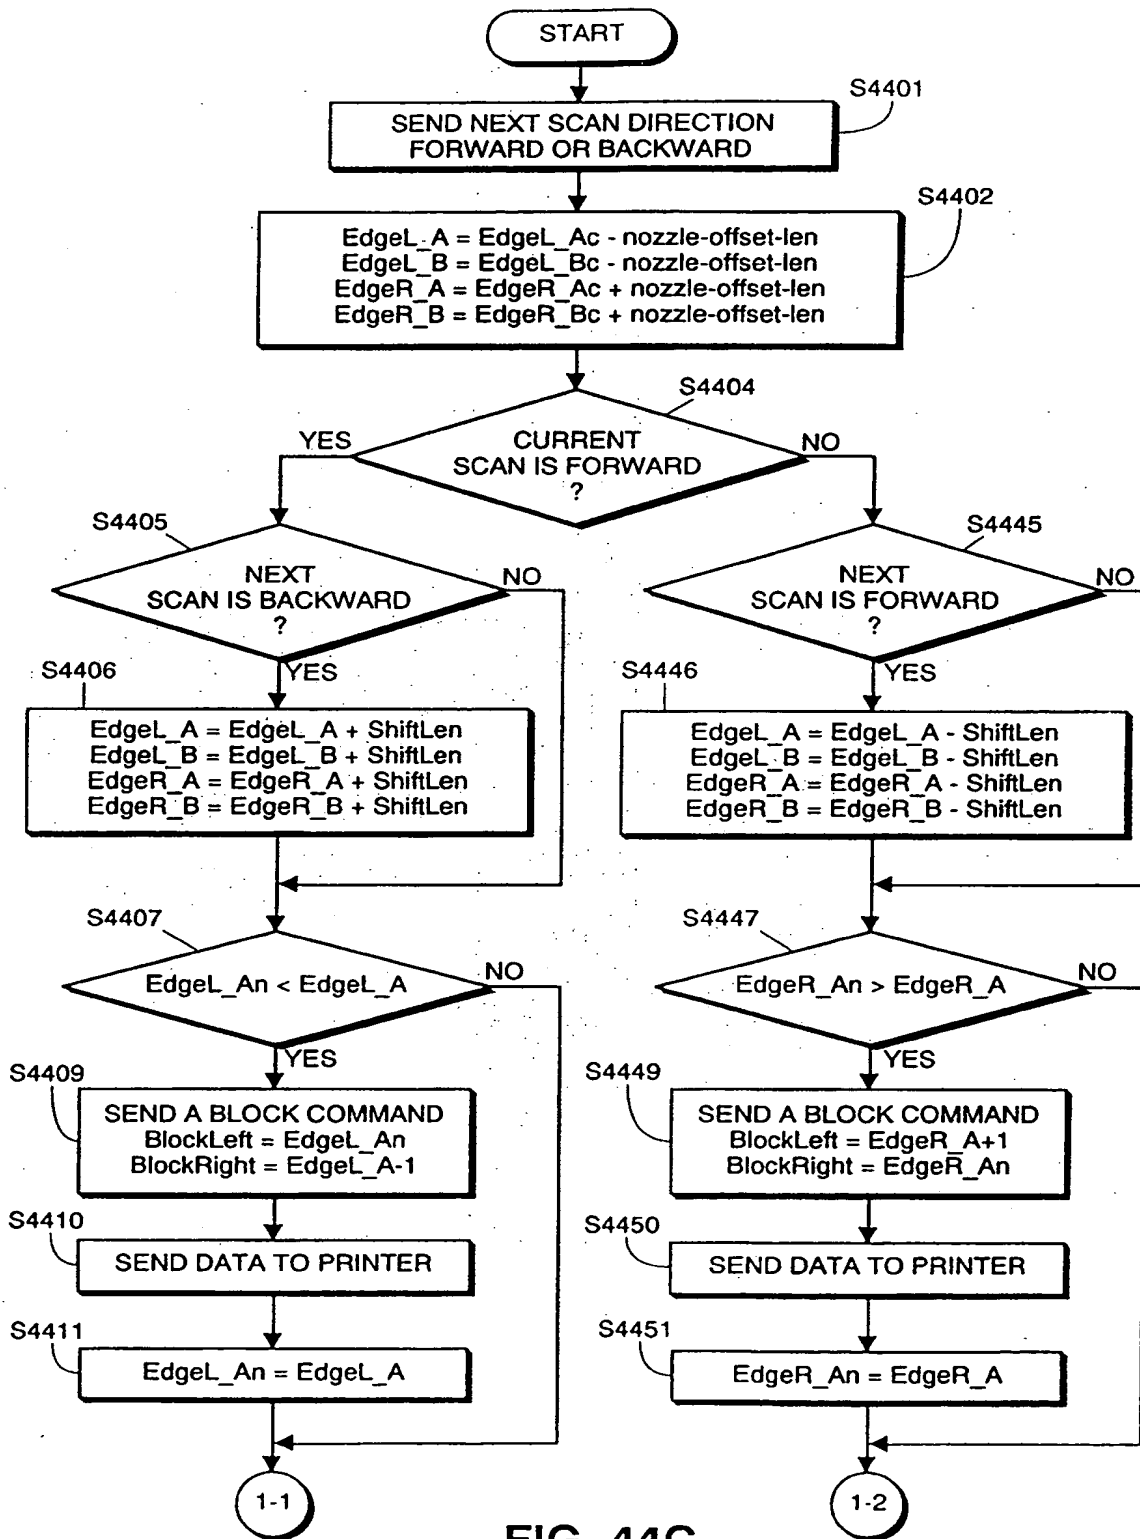 START
S4401
SEND NEXT SCAN DIRECTION
FORWARD OR BACKWARD
S4402
EdgeL_A = EdgeL_Ac - nozzle-offset-len
EdgeL_B = EdgeL_Bc - nozzle-offset-len
EdgeR_A = EdgeR_Ac + nozzle-offset-len
EdgeR_B = EdgeR_Bc + nozzle-offset-len
S4404
YES
CURRENT
SCAN IS FORWARD
?
NO
S4405
NEXT
SCAN IS BACKWARD
?
NO
YES
S4406
EdgeL_A = EdgeL_A + ShiftLen
EdgeL_B = EdgeL_B + ShiftLen
EdgeR_A = EdgeR_A + ShiftLen
EdgeR_B = EdgeR_B + ShiftLen
S4407
EdgeL_An < EdgeL_A
NO
YES
S4409
SEND A BLOCK COMMAND
BlockLeft = EdgeL_An
BlockRight = EdgeL_A-1
S4410
SEND DATA TO PRINTER
S4411
EdgeL_An = EdgeL_A
1-1
S4445
NEXT
SCAN IS FORWARD
?
NO
YES
S4446
EdgeL_A = EdgeL_A - ShiftLen
EdgeL_B = EdgeL_B - ShiftLen
EdgeR_A = EdgeR_A - ShiftLen
EdgeR_B = EdgeR_B - ShiftLen
S4447
EdgeR_An > EdgeR_A
NO
YES
S4449
SEND A BLOCK COMMAND
BlockLeft = EdgeR_A+1
BlockRight = EdgeR_An
S4450
SEND DATA TO PRINTER
S4451
EdgeR_An = EdgeR_A
1-2
FIG. 44C